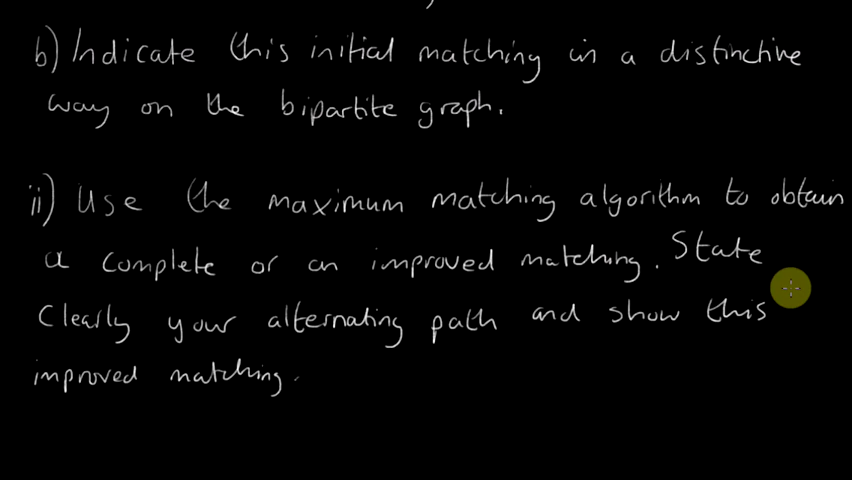 b) Indicate this initial matching in a distinctive
way on the bipartite graph.
ii) Use the maximum matching algorithm to obtain
a complete or an improved matching. State
Clearly your alternating path and show this
improved matching.